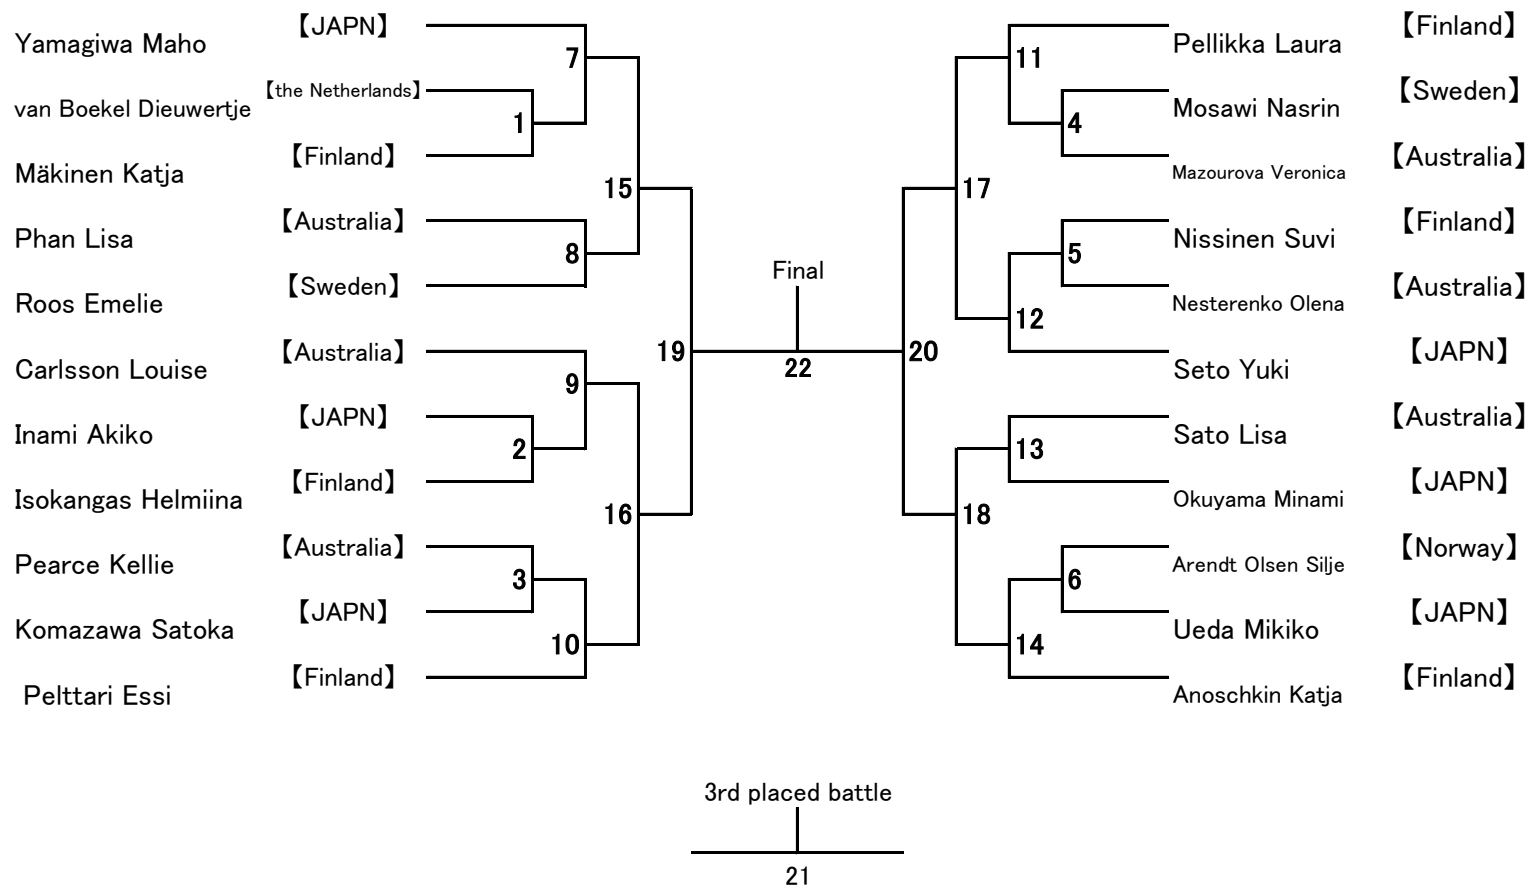 Yamagiwa Maho 【JAPN】
van Boekel Dieuwertje 【the Netherlands】
Mäkinen Katja 【Finland】
Phan Lisa 【Australia】
Roos Emelie 【Sweden】
Carlsson Louise 【Australia】
Inami Akiko 【JAPN】
Isokangas Helmiina 【Finland】
Pearce Kellie 【Australia】
Komazawa Satoka 【JAPN】
Pelttari Essi 【Finland】
7
1
15
8
9
2
16
3
10
19
Final
22
20
11
4
17
5
12
13
18
6
14
Pellikka Laura 【Finland】
Mosawi Nasrin 【Sweden】
Mazourova Veronica 【Australia】
Nissinen Suvi 【Finland】
Nesterenko Olena 【Australia】
Seto Yuki 【JAPN】
Sato Lisa 【Australia】
Okuyama Minami 【JAPN】
Arendt Olsen Silje 【Norway】
Ueda Mikiko 【JAPN】
Anoschkin Katja 【Finland】
3rd placed battle
21